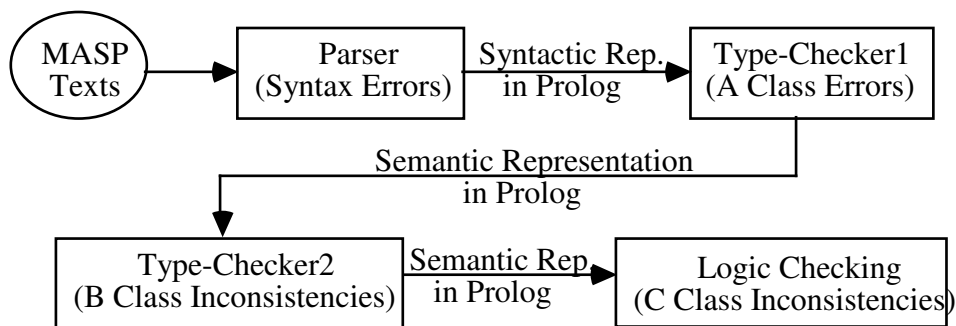 MASP
Texts
Parser
(Syntax Errors)
Syntactic Rep.
in Prolog
Type-Checker1
(A Class Errors)
Semantic Representation
in Prolog
Type-Checker2
(B Class Inconsistencies)
Semantic Rep.
in Prolog
Logic Checking
(C Class Inconsistencies)